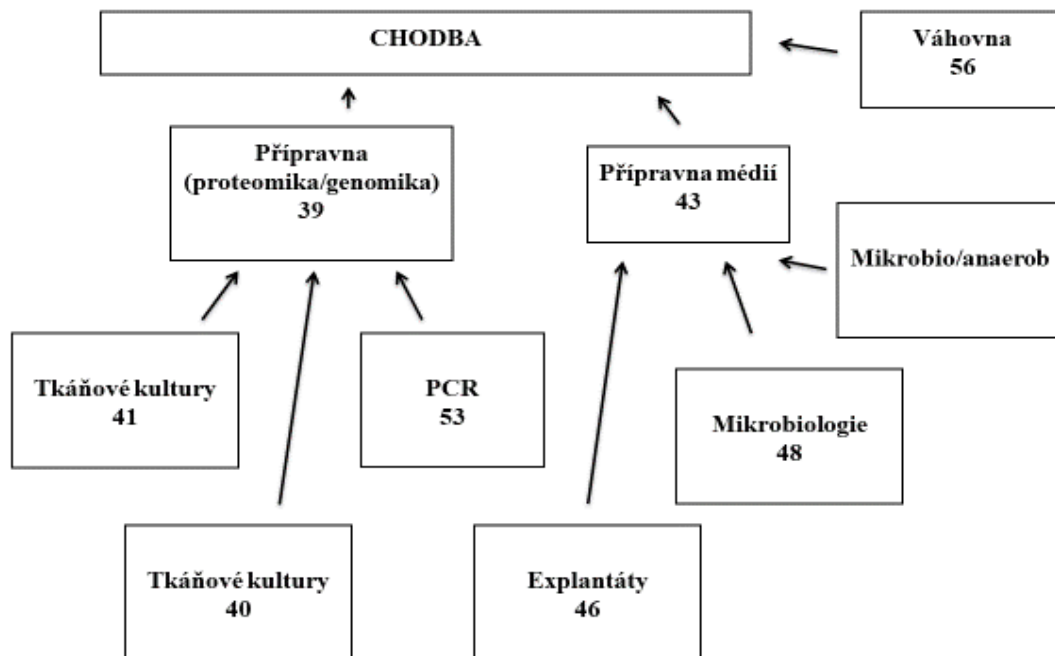 CHODBA
Váhovna
56
Přípravna
(proteomika/genomika)
39
Přípravna médií
43
Mikrobio/anaerob
Tkáňové kultury
41
PCR
53
Mikrobiologie
48
Tkáňové kultury
40
Explantáty
46